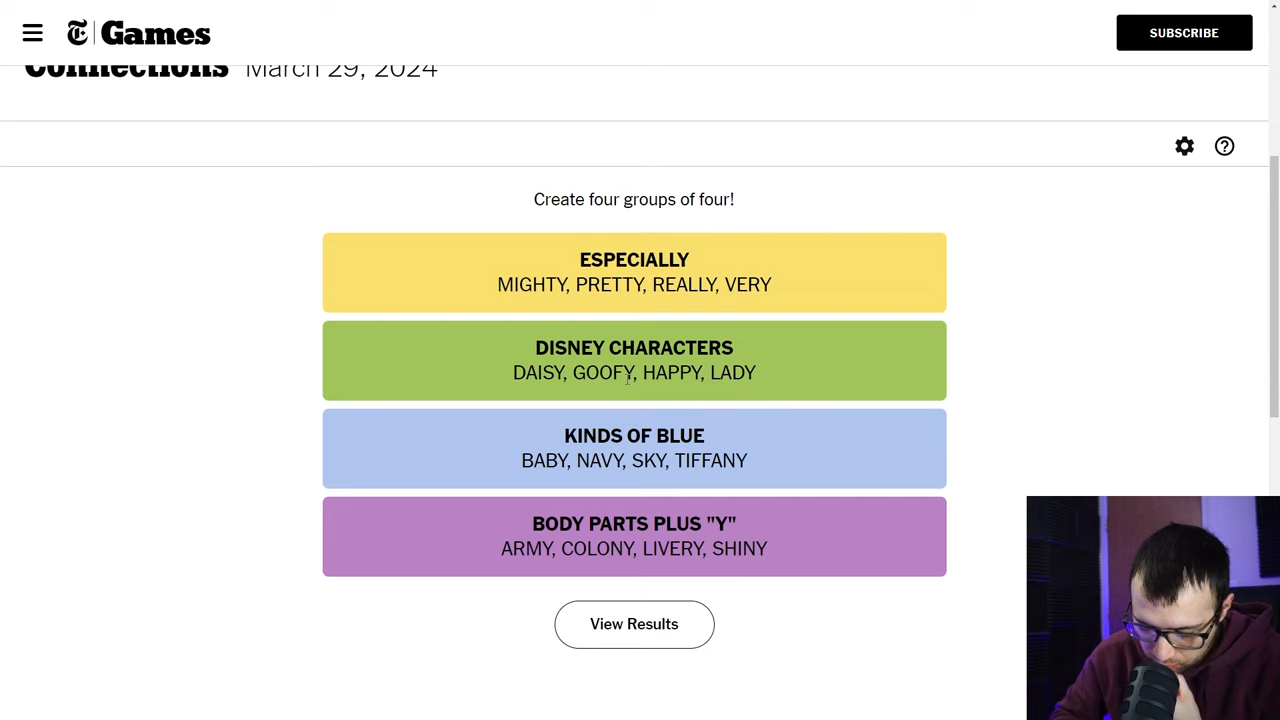 Games
SUBSCRIBE
Connections March 29, 2024
Create four groups of four!
ESPECIALLY
MIGHTY, PRETTY, REALLY, VERY
DISNEY CHARACTERS
DAISY, GOOFY, HAPPY, LADY
KINDS OF BLUE
BABY, NAVY, SKY, TIFFANY
BODY PARTS PLUS "Y"
ARMY, COLONY, LIVERY, SHINY
View Results